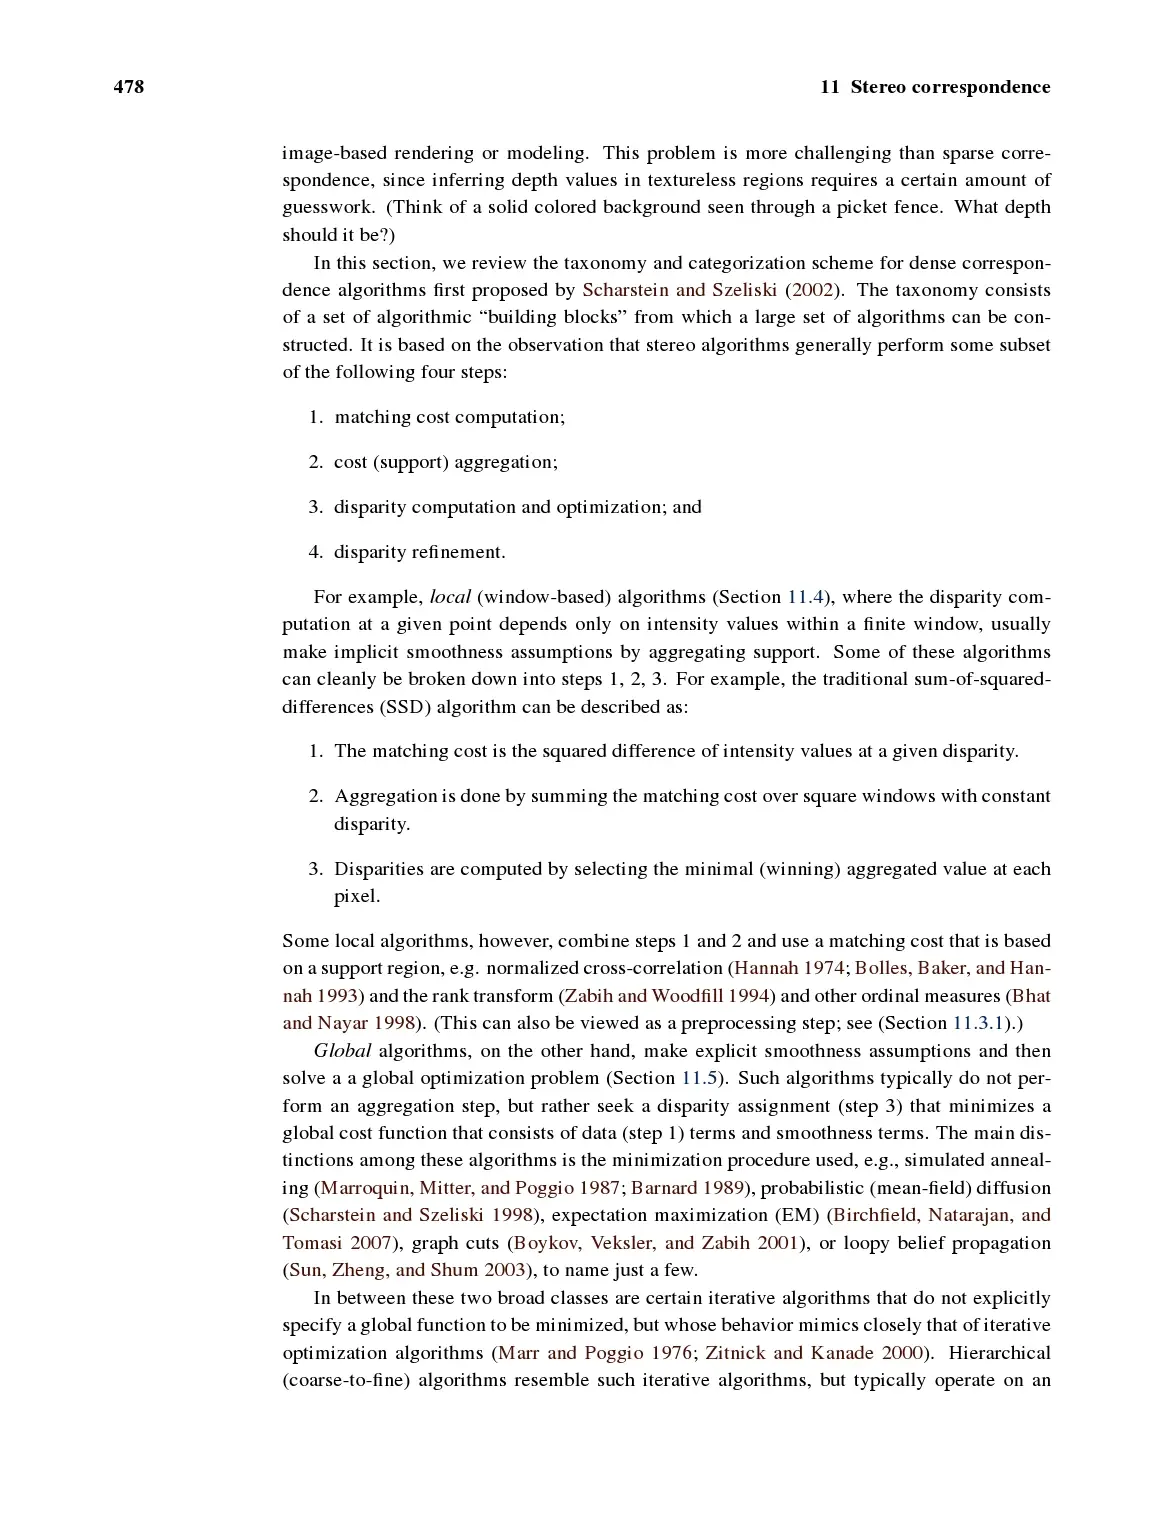 478
11 Stereo correspondence
image-based rendering or modeling. This problem is more challenging than sparse corre-
spondence, since inferring depth values in textureless regions requires a certain amount of
guesswork. (Think of a solid colored background seen through a picket fence. What depth
should it be?)
In this section, we review the taxonomy and categorization scheme for dense correspon-
dence algorithms first proposed by Scharstein and Szeliski (2002). The taxonomy consists
of a set of algorithmic “building blocks” from which a large set of algorithms can be con-
structed. It is based on the observation that stereo algorithms generally perform some subset
of the following four steps:
1. matching cost computation;
2. cost (support) aggregation;
3. disparity computation and optimization; and
4. disparity refinement.
For example, local (window-based) algorithms (Section 11.4), where the disparity com-
putation at a given point depends only on intensity values within a finite window, usually
make implicit smoothness assumptions by aggregating support. Some of these algorithms
can cleanly be broken down into steps 1, 2, 3. For example, the traditional sum-of-squared-
differences (SSD) algorithm can be described as:
1. The matching cost is the squared difference of intensity values at a given disparity.
2. Aggregation is done by summing the matching cost over square windows with constant
disparity.
3. Disparities are computed by selecting the minimal (winning) aggregated value at each
pixel.
Some local algorithms, however, combine steps 1 and 2 and use a matching cost that is based
on a support region, e.g. normalized cross-correlation (Hannah 1974; Bolles, Baker, and Han-
nah 1993) and the rank transform (Zabih and Woodfill 1994) and other ordinal measures (Bhat
and Nayar 1998). (This can also be viewed as a preprocessing step; see (Section 11.3.1).)
Global algorithms, on the other hand, make explicit smoothness assumptions and then
solve a a global optimization problem (Section 11.5). Such algorithms typically do not per-
form an aggregation step, but rather seek a disparity assignment (step 3) that minimizes a
global cost function that consists of data (step 1) terms and smoothness terms. The main dis-
tinctions among these algorithms is the minimization procedure used, e.g., simulated anneal-
ing (Marroquin, Mitter, and Poggio 1987; Barnard 1989), probabilistic (mean-field) diffusion
(Scharstein and Szeliski 1998), expectation maximization (EM) (Birchfield, Natarajan, and
Tomasi 2007), graph cuts (Boykov, Veksler, and Zabih 2001), or loopy belief propagation
(Sun, Zheng, and Shum 2003), to name just a few.
In between these two broad classes are certain iterative algorithms that do not explicitly
specify a global function to be minimized, but whose behavior mimics closely that of iterative
optimization algorithms (Marr and Poggio 1976; Zitnick and Kanade 2000). Hierarchical
(coarse-to-fine) algorithms resemble such iterative algorithms, but typically operate on an